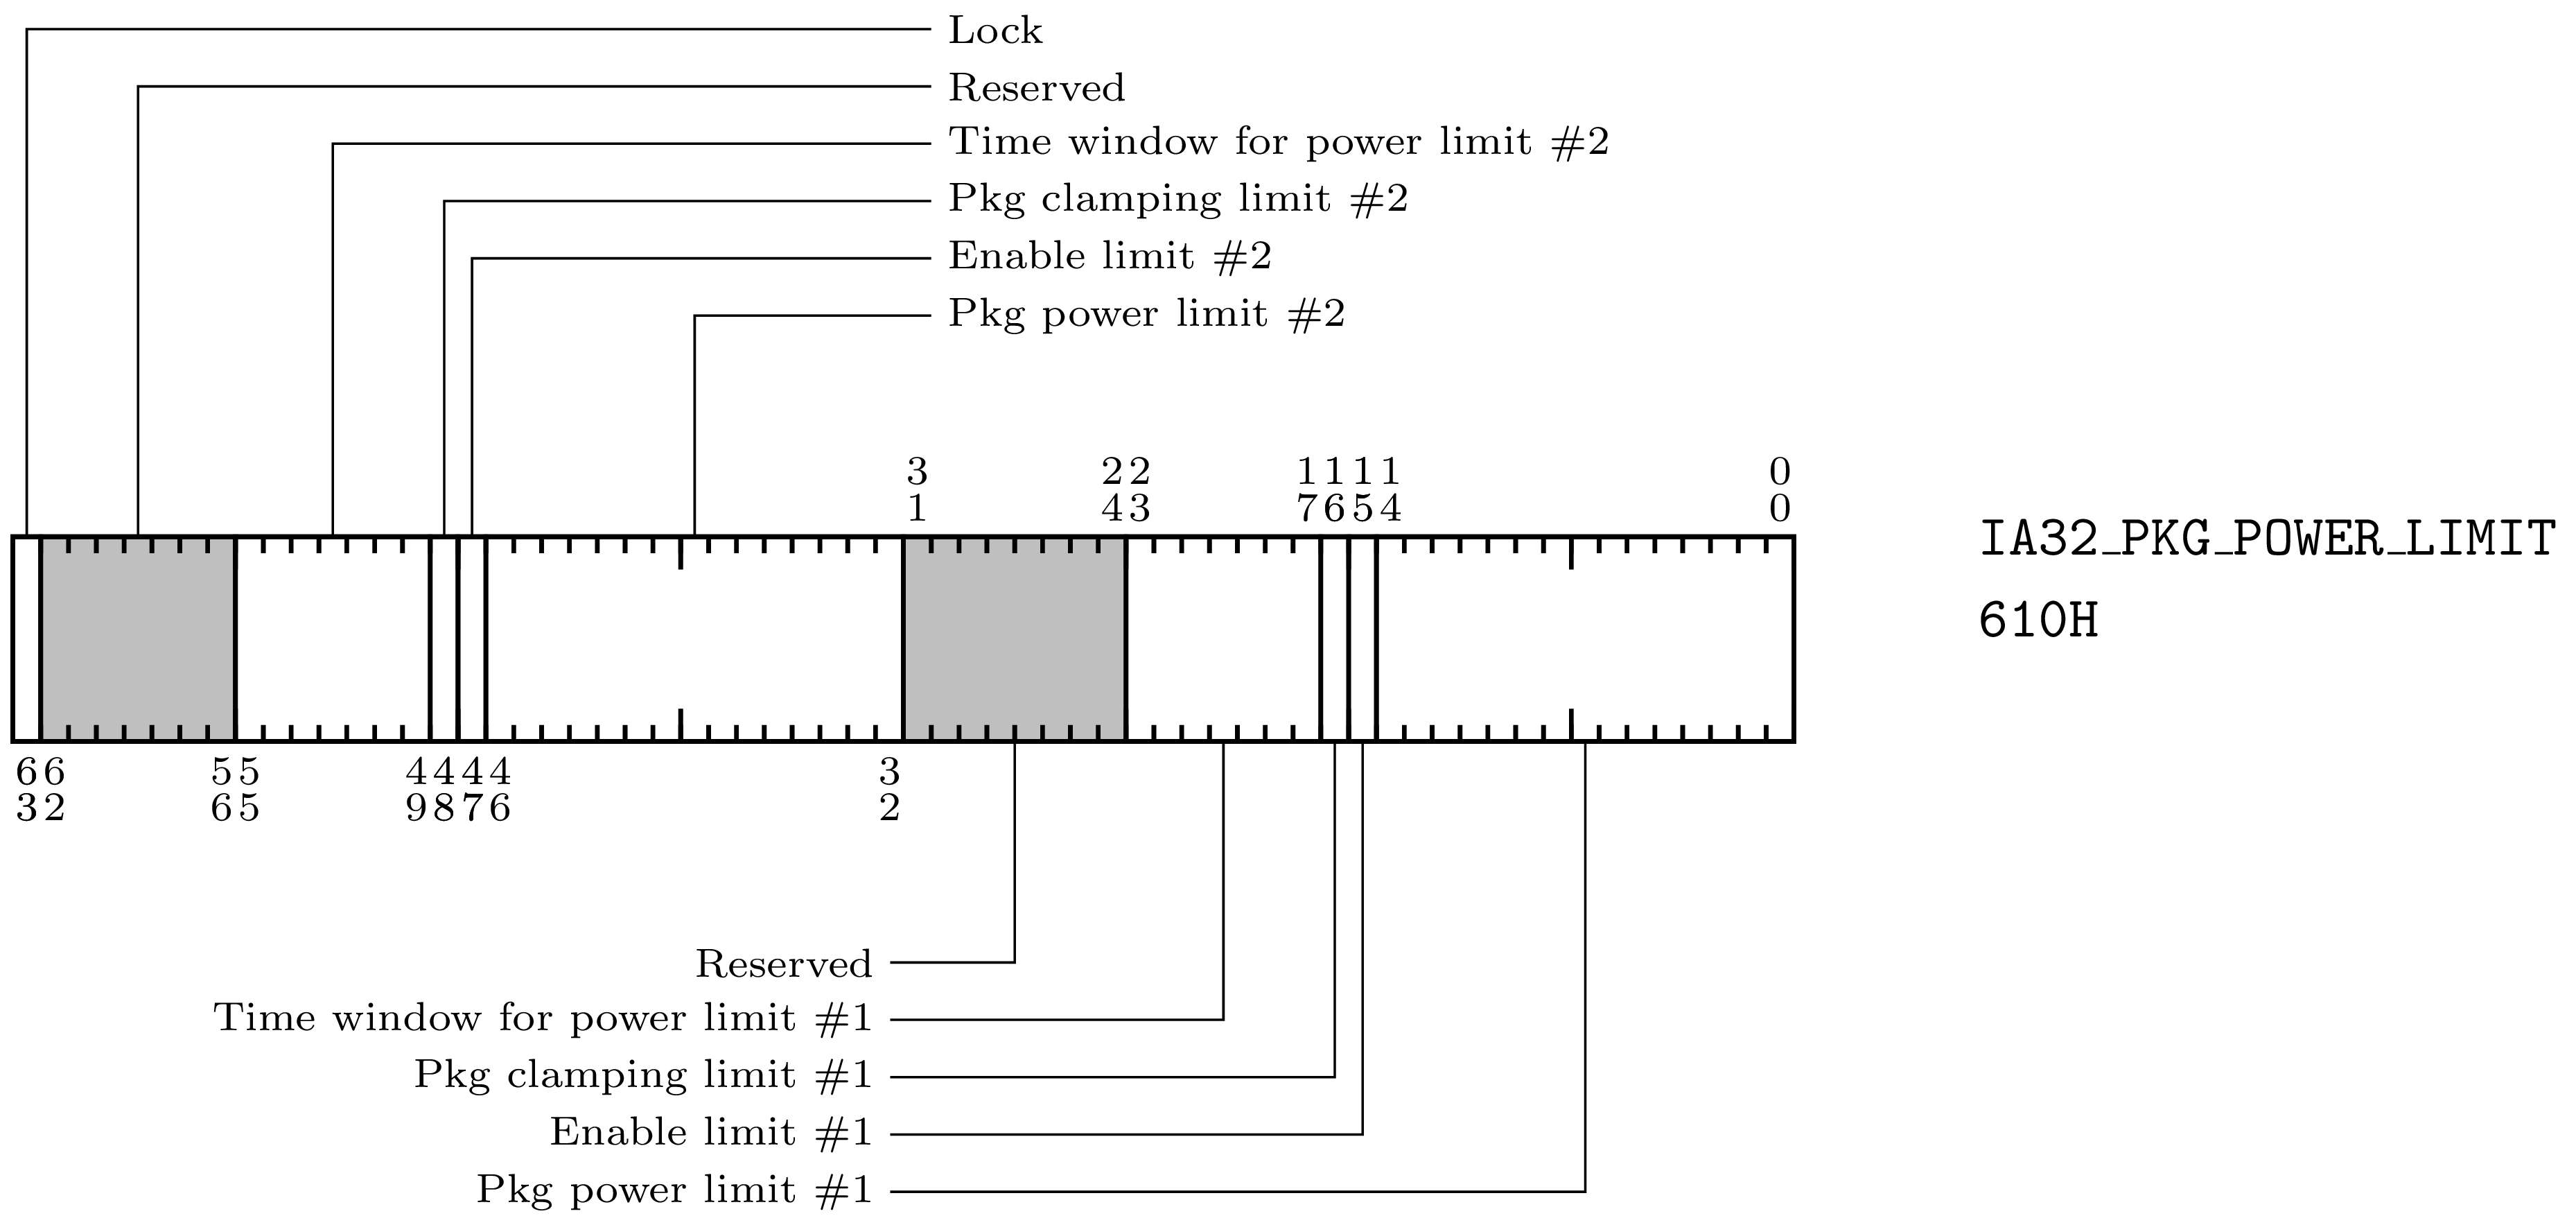 Lock
Reserved
Time window for power limit #2
Pkg clamping limit #2
Enable limit #2
Pkg power limit #2
3 22 1111 0
1 43 7654 0
IA32_PKG_POWER_LIMIT
610H
66 55 4444 3
32 65 9876 2
Reserved
Time window for power limit #1
Pkg clamping limit #1
Enable limit #1
Pkg power limit #1